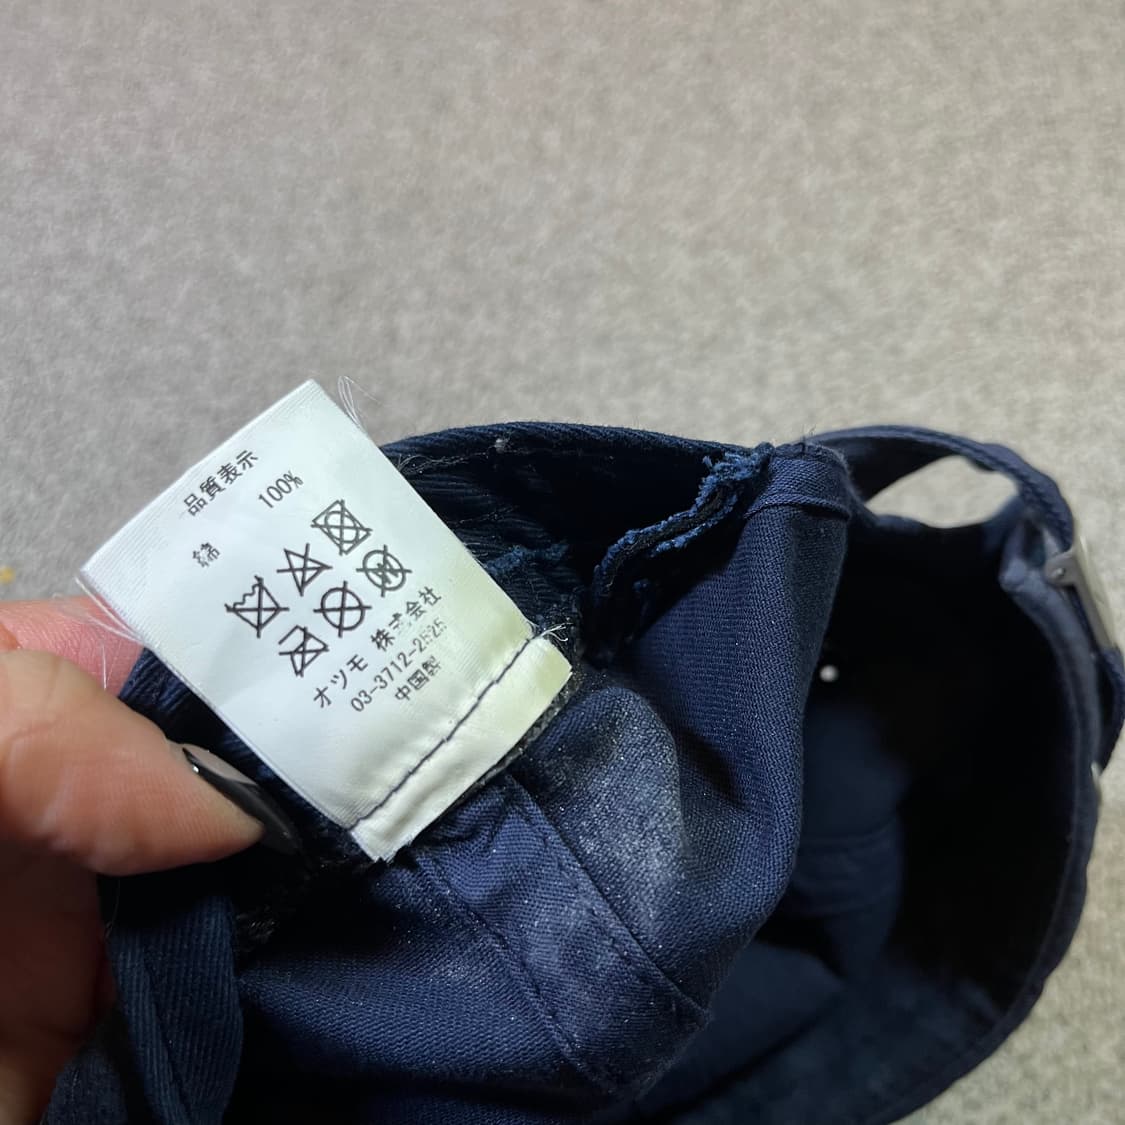 品質表示
綿 100%
オツモ 株式会社
03-3712-2525
中国製